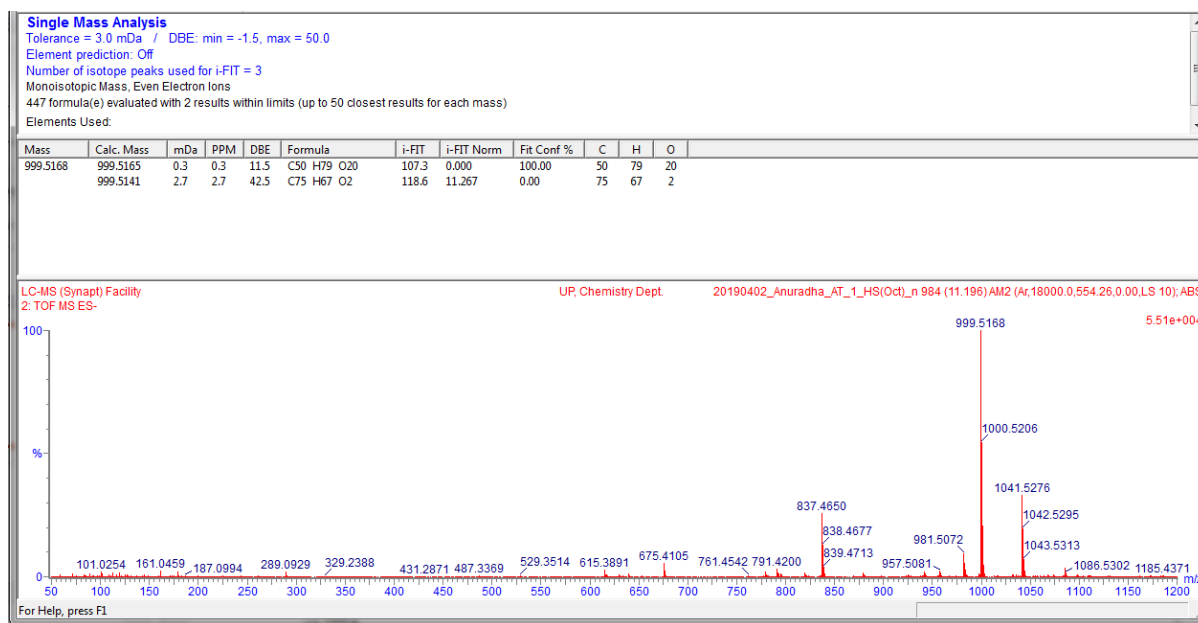 Single Mass Analysis
Tolerance = 3.0 mDa / DBE: min = -1.5, max = 50.0
Element prediction: Off
Number of isotope peaks used for i-FIT = 3
Monoisotopic Mass, Even Electron Ions
447 formula(e) evaluated with 2 results within limits (up to 50 closest results for each mass)
Elements Used:
Mass Calc. Mass mDa PPM DBE Formula i-FIT i-FIT Norm Fit Conf % C H O
999.5168 999.5165 0.3 0.3 11.5 C50 H79 O20 107.3 0.000 100.00 50 79 20
999.5141 2.7 2.7 42.5 C75 H67 O2 118.6 11.267 0.00 75 67 2
LC-MS (Synapt) Facility UP, Chemistry Dept. 20190402_Anuradha_AT_1_HS(Oct)_n 984 (11.196) AM2 (Ar,18000.0,554.26,0.00,LS 10); ABS
2: TOF MS ES-
5.51e+004
100
999.5168
1000.5206
%
1041.5276
837.4650
1042.5295
838.4677
981.5072
1043.5313
839.4713
101.0254 161.0459 187.0994 289.0929 329.2388 431.2871 487.3369 529.3514 615.3891 675.4105 761.4542 791.4200 957.5081 1086.5302 1185.4371
0
m/z
50 100 150 200 250 300 350 400 450 500 550 600 650 700 750 800 850 900 950 1000 1050 1100 1150 1200
For Help, press F1